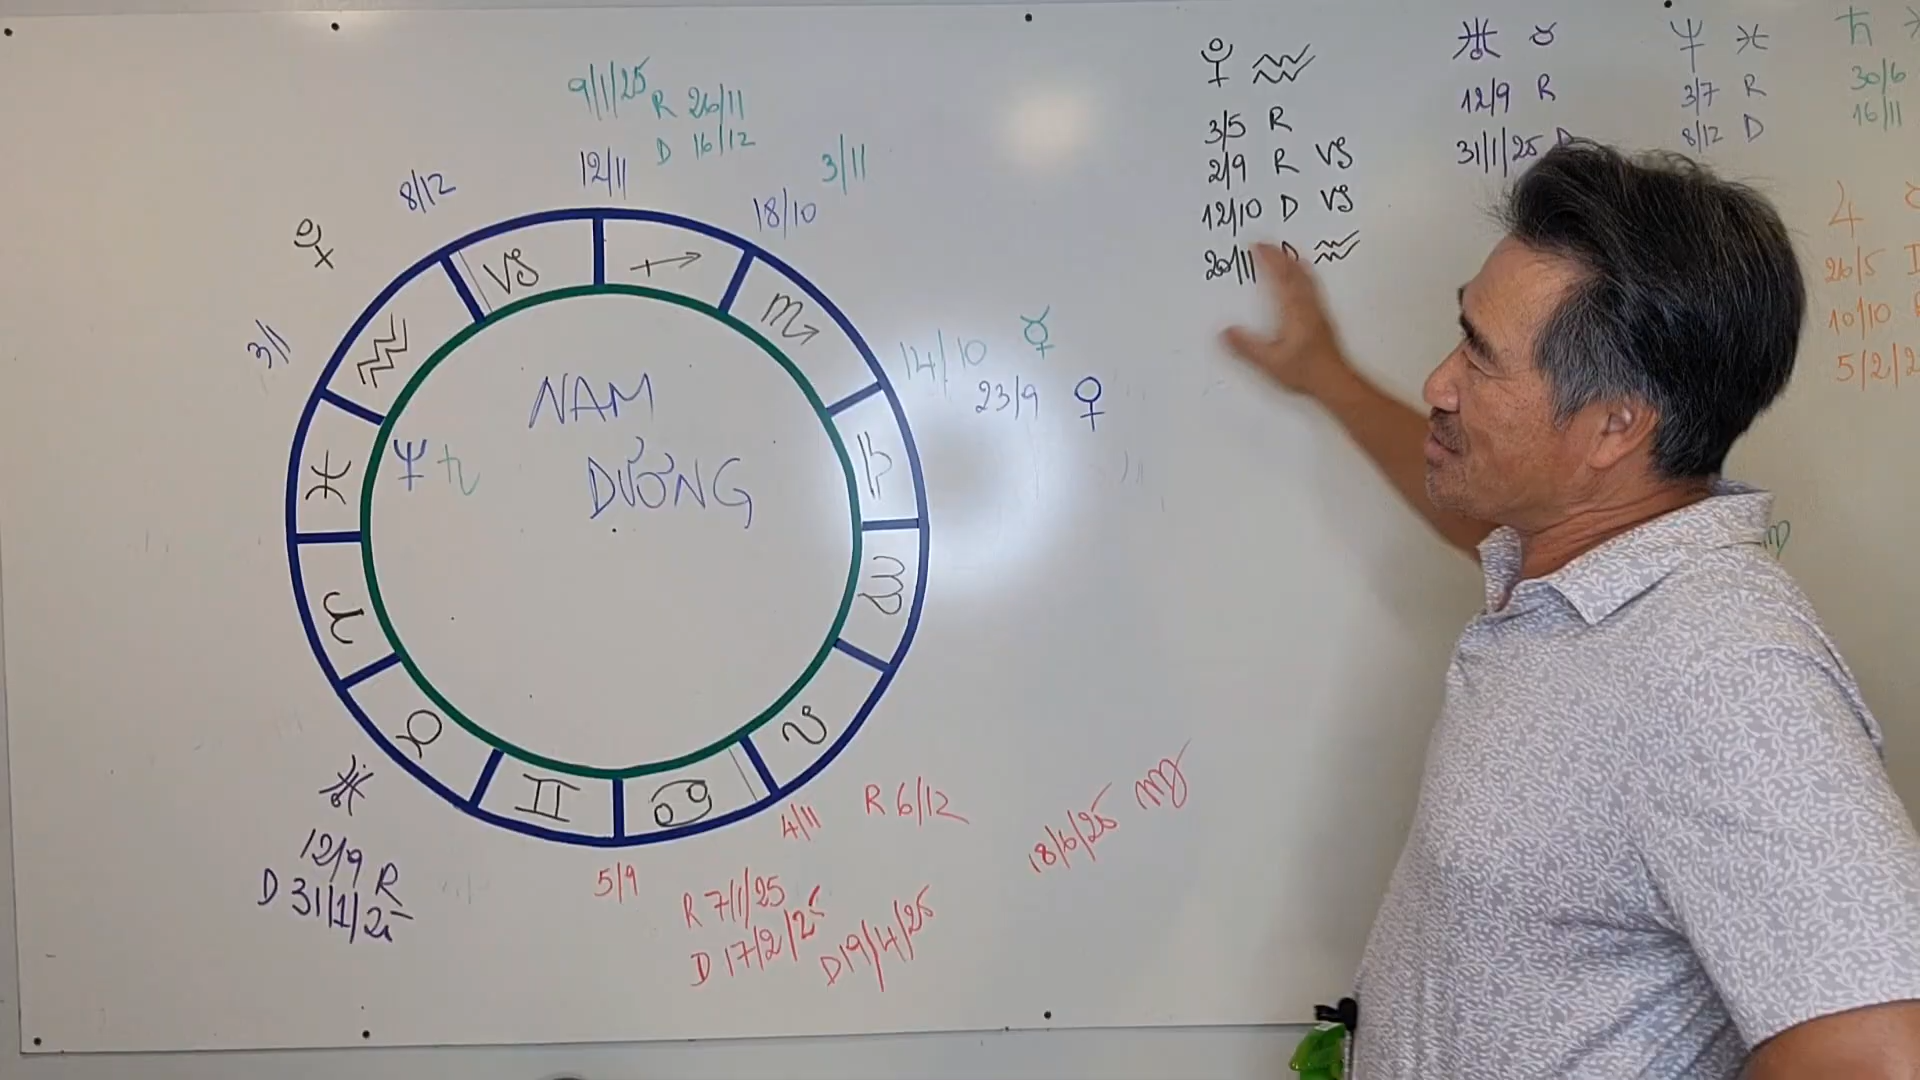 9/1/25 R 26/11
D 16/12
12/11
3/11
18/10
8/12
3/1
♇
VS
♐
♏
♒
♓
♈
♉
♊
♋
♌
♍
♎
NAM
DƯƠNG
♆ ♄
14/10 ☿
23/9 ♀
♅
12/9 R
D 31/1/25
5/9
4/11
R 6/12
R 7/1/25
D 17/2/25
D 19/4/25
18/6/25 ♍
♇ ♒
3/5 R
2/9 R VS
12/10 D VS
20/11 D ♒
♅ ♉
12/9 R
31/1/25 D
♆ ♓
3/7 R
8/12 D
♄
30/6
16/11
♃
26/5
10/10
5/2/2